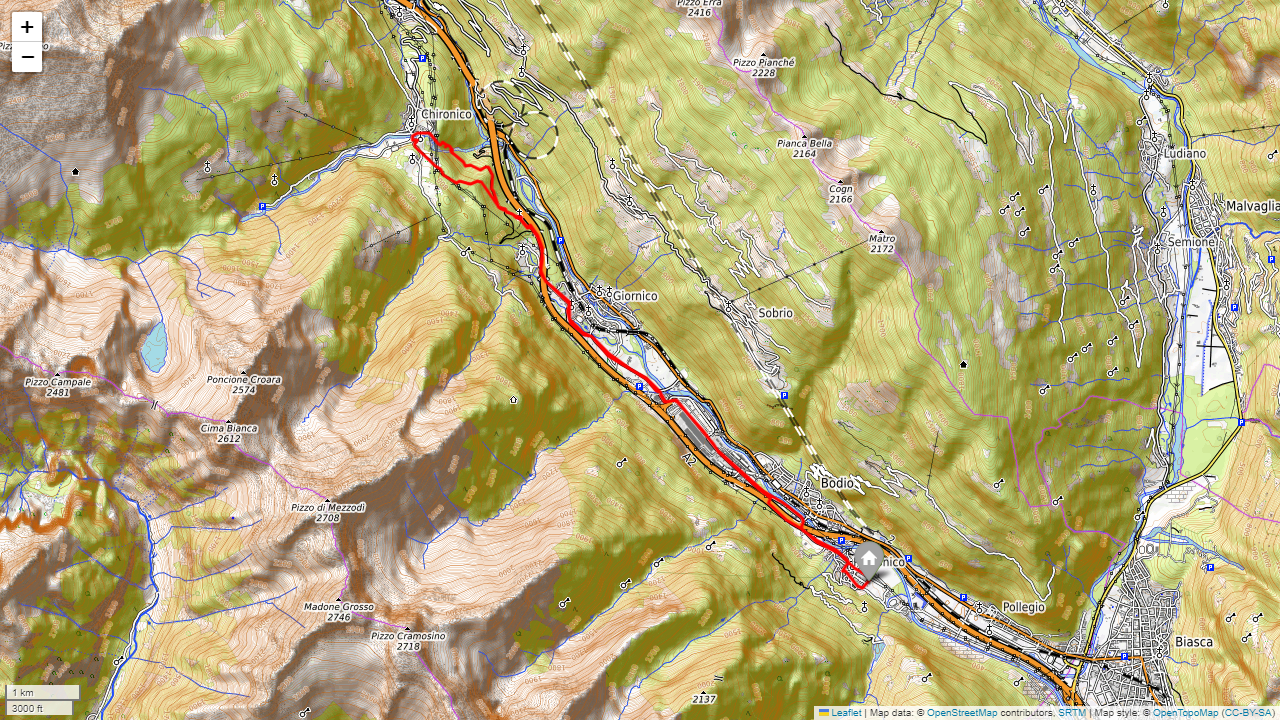 +
−
Pizzo Erra
2416
Pizzo Pianché
2228
Chironico
Pianca Bella
2164
Ludiano
Cogn
2166
Malvaglia
Matro
2172
Semione
Giornico
Sobrio
Pizzo Campale
2481
Poncione Croara
2574
Cima Bianca
2612
A2
Bodio
Pizzo di Mezzodi
2708
2
nico
Madone Grosso
2746
Pollegio
Pizzo Cramosino
2718
Biasca
2137
1 km
3000 ft
Leaflet | Map data: © OpenStreetMap contributors, SRTM | Map style: © OpenTopoMap (CC-BY-SA)